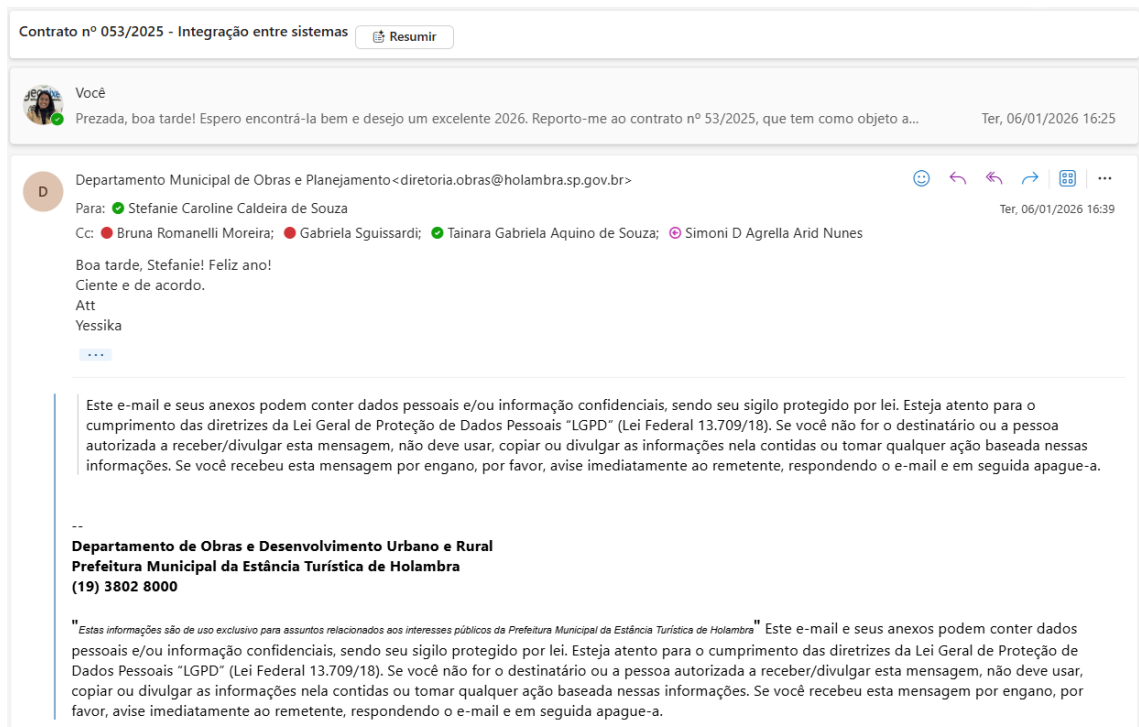 Contrato nº 053/2025 - Integração entre sistemas Resumir
Você
Prezada, boa tarde! Espero encontrá-la bem e desejo um excelente 2026. Reporto-me ao contrato nº 53/2025, que tem como objeto a... Ter, 06/01/2026 16:25
D
Departamento Municipal de Obras e Planejamento<diretoria.obras@holambra.sp.gov.br>
Para: Stefanie Caroline Caldeira de Souza Ter, 06/01/2026 16:39
Cc: Bruna Romanelli Moreira; Gabriela Sguissardi; Tainara Gabriela Aquino de Souza; Simoni D Agrella Arid Nunes
Boa tarde, Stefanie! Feliz ano!
Ciente e de acordo.
Att
Yessika
...
Este e-mail e seus anexos podem conter dados pessoais e/ou informação confidenciais, sendo seu sigilo protegido por lei. Esteja atento para o
cumprimento das diretrizes da Lei Geral de Proteção de Dados Pessoais “LGPD” (Lei Federal 13.709/18). Se você não for o destinatário ou a pessoa
autorizada a receber/divulgar esta mensagem, não deve usar, copiar ou divulgar as informações nela contidas ou tomar qualquer ação baseada nessas
informações. Se você recebeu esta mensagem por engano, por favor, avise imediatamente ao remetente, respondendo o e-mail e em seguida apague-a.
--
Departamento de Obras e Desenvolvimento Urbano e Rural
Prefeitura Municipal da Estância Turística de Holambra
(19) 3802 8000
"Estas informações são de uso exclusivo para assuntos relacionados aos interesses públicos da Prefeitura Municipal da Estância Turística de Holambra" Este e-mail e seus anexos podem conter dados
pessoais e/ou informação confidenciais, sendo seu sigilo protegido por lei. Esteja atento para o cumprimento das diretrizes da Lei Geral de Proteção de
Dados Pessoais “LGPD” (Lei Federal 13.709/18). Se você não for o destinatário ou a pessoa autorizada a receber/divulgar esta mensagem, não deve usar,
copiar ou divulgar as informações nela contidas ou tomar qualquer ação baseada nessas informações. Se você recebeu esta mensagem por engano, por
favor, avise imediatamente ao remetente, respondendo o e-mail e em seguida apague-a.